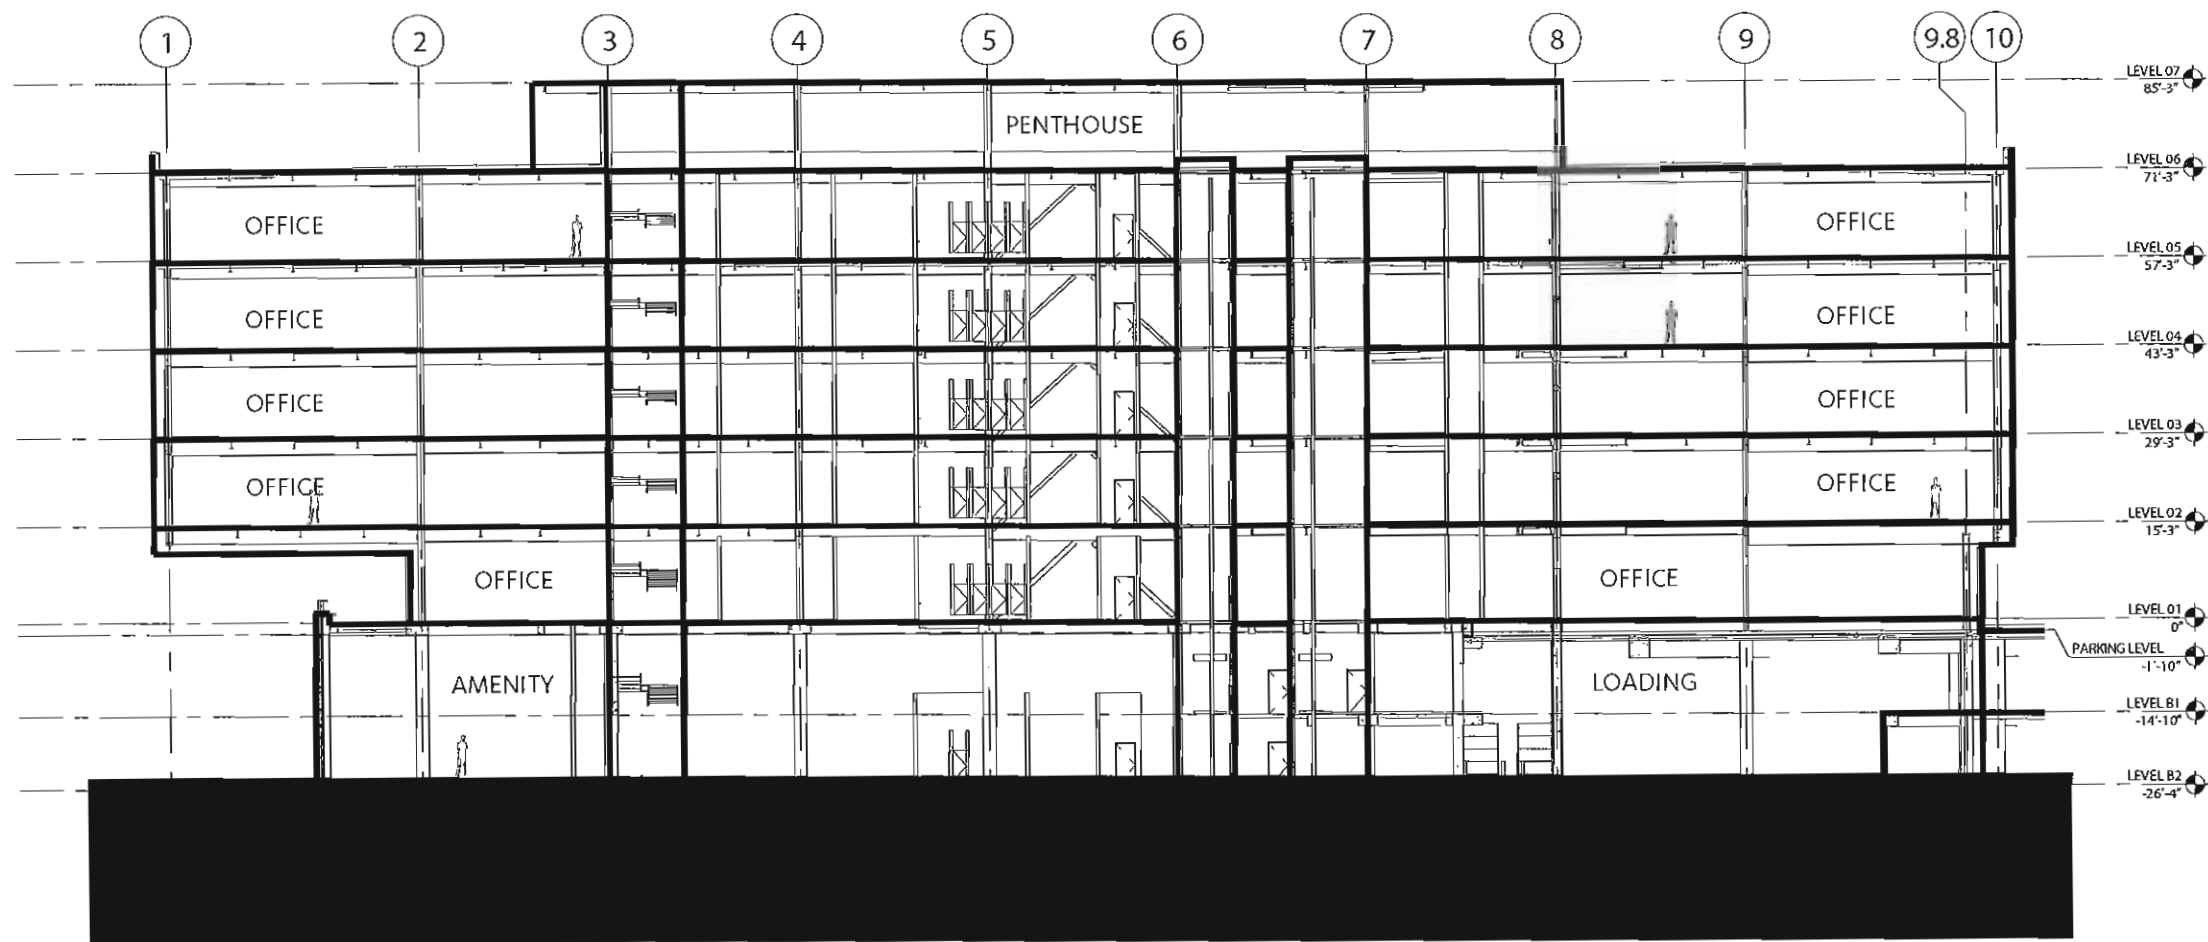 1 2 3 4 5 6 7 8 9 9.8 10
LEVEL 07
85'-3"
PENTHOUSE
LEVEL 06
71'-3"
OFFICE OFFICE
LEVEL 05
57'-3"
OFFICE OFFICE
LEVEL 04
43'-3"
OFFICE OFFICE
LEVEL 03
29'-3"
OFFICE OFFICE
LEVEL 02
15'-3"
OFFICE OFFICE
LEVEL 01
0"
PARKING LEVEL
-1'-10"
AMENITY LOADING
LEVEL B1
-14'-10"
LEVEL B2
-26'-4"